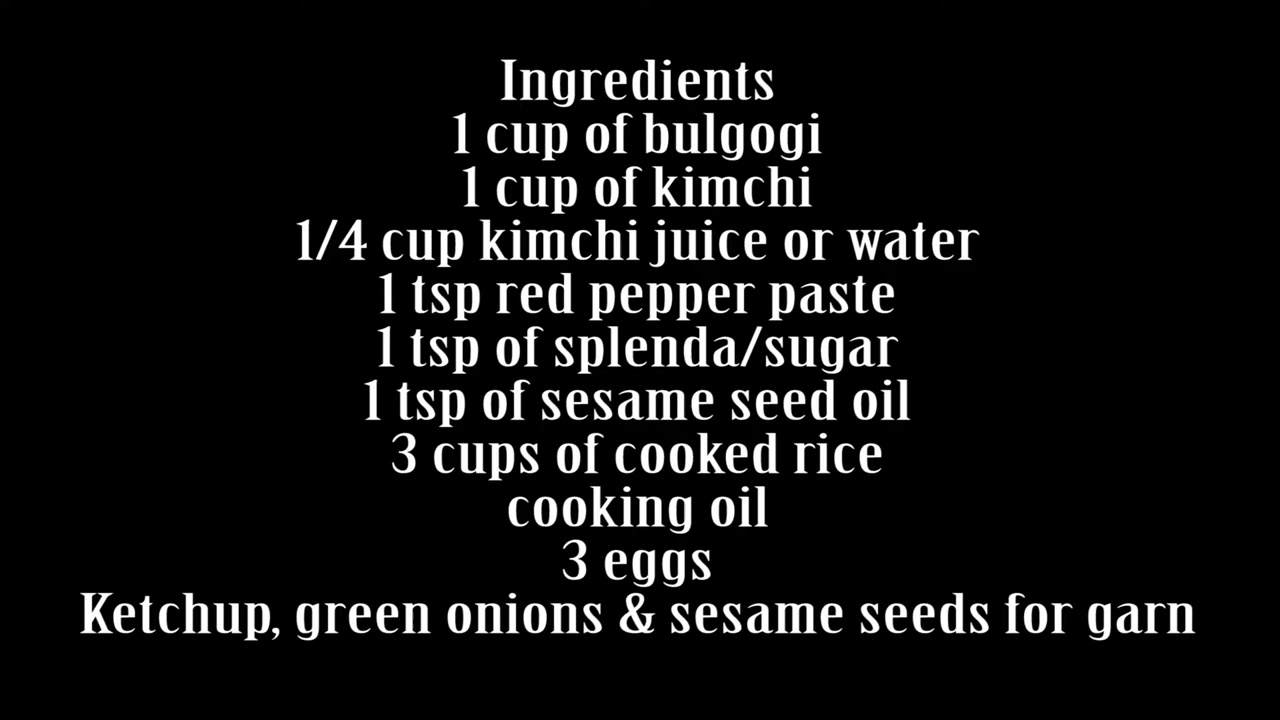 Ingredients
1 cup of bulgogi
1 cup of kimchi
1/4 cup kimchi juice or water
1 tsp red pepper paste
1 tsp of splenda/sugar
1 tsp of sesame seed oil
3 cups of cooked rice
cooking oil
3 eggs
Ketchup, green onions & sesame seeds for garn